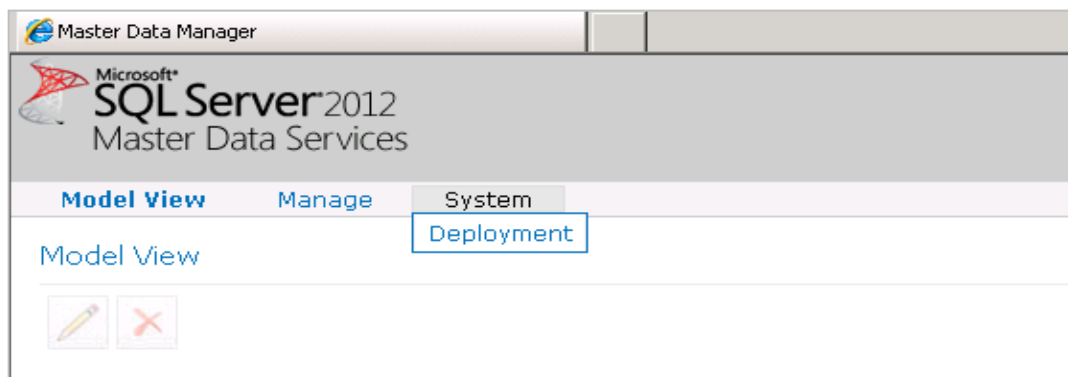 Master Data Manager
Microsoft®
SQL Server® 2012
Master Data Services
Model View Manage System
Deployment
Model View